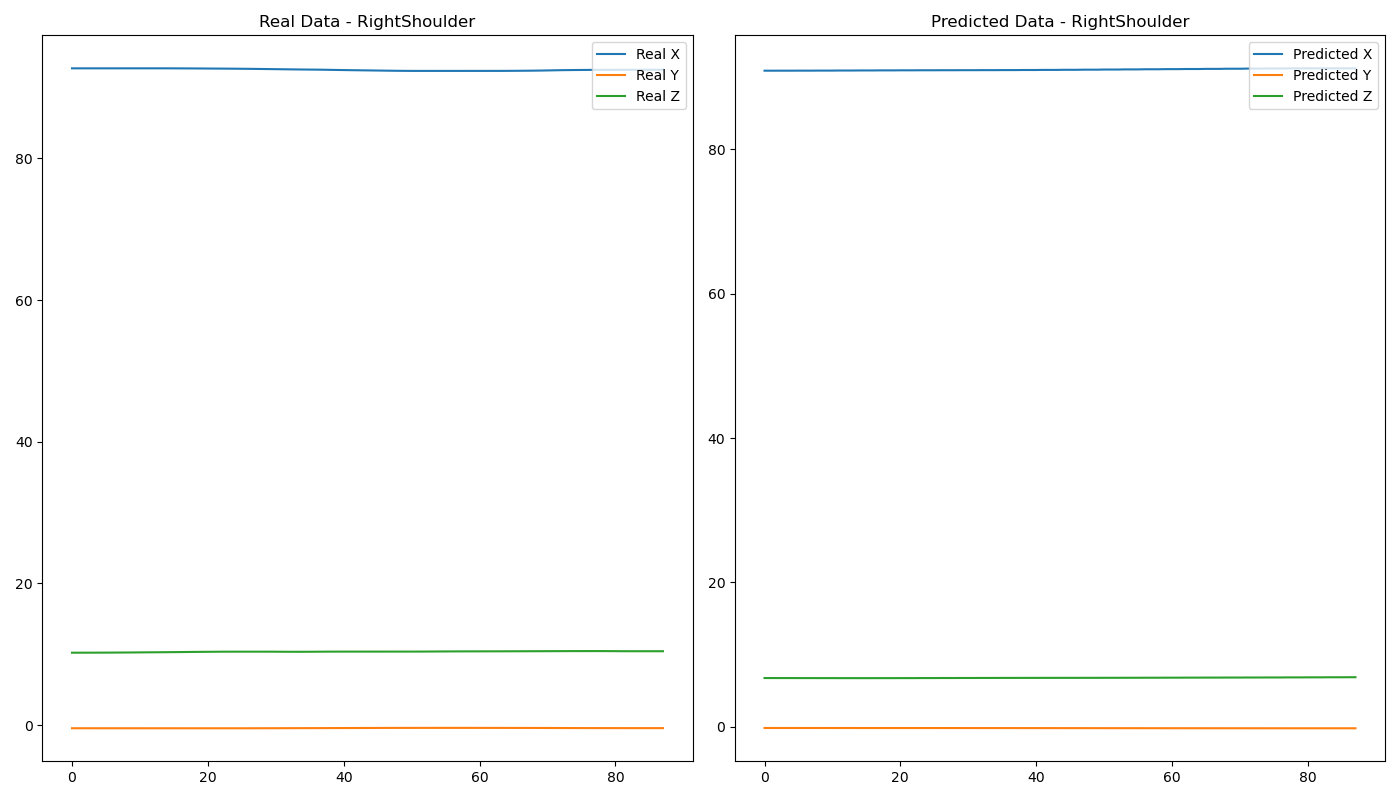 Real Data - RightShoulder
Real X
Real Y
Real Z
80
60
40
20
0
0 20 40 60 80
Predicted Data - RightShoulder
Predicted X
Predicted Y
Predicted Z
80
60
40
20
0
0 20 40 60 80